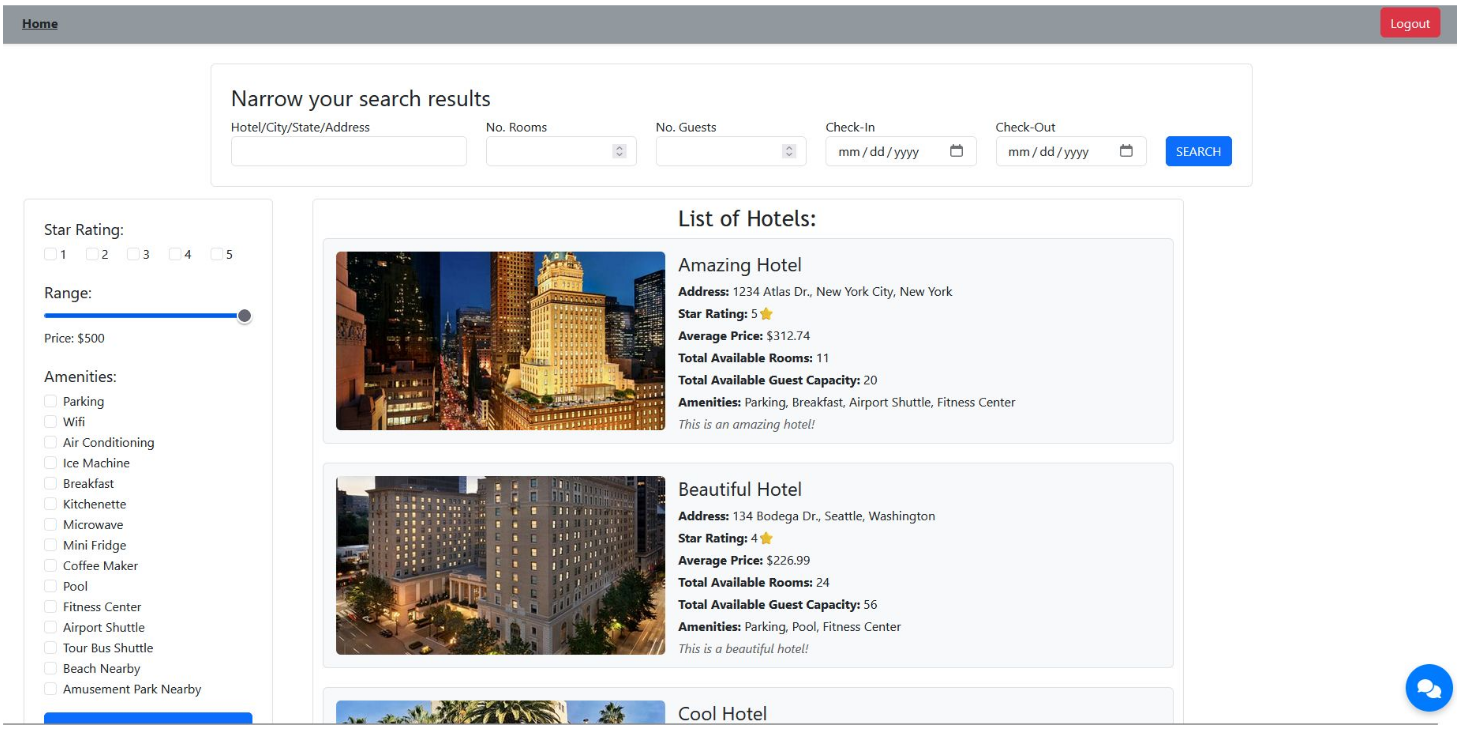 Home
Logout
Narrow your search results
Hotel/City/State/Address
No. Rooms
No. Guests
Check-In
Check-Out
mm/dd/yyyy
mm/dd/yyyy
SEARCH
Star Rating:
1 2 3 4 5
Range:
Price: $500
Amenities:
Parking
Wifi
Air Conditioning
Ice Machine
Breakfast
Kitchenette
Microwave
Mini Fridge
Coffee Maker
Pool
Fitness Center
Airport Shuttle
Tour Bus Shuttle
Beach Nearby
Amusement Park Nearby
List of Hotels:
Amazing Hotel
Address: 1234 Atlas Dr., New York City, New York
Star Rating: 5
Average Price: $312.74
Total Available Rooms: 11
Total Available Guest Capacity: 20
Amenities: Parking, Breakfast, Airport Shuttle, Fitness Center
This is an amazing hotel!
Beautiful Hotel
Address: 134 Bodega Dr., Seattle, Washington
Star Rating: 4
Average Price: $226.99
Total Available Rooms: 24
Total Available Guest Capacity: 56
Amenities: Parking, Pool, Fitness Center
This is a beautiful hotel!
Cool Hotel